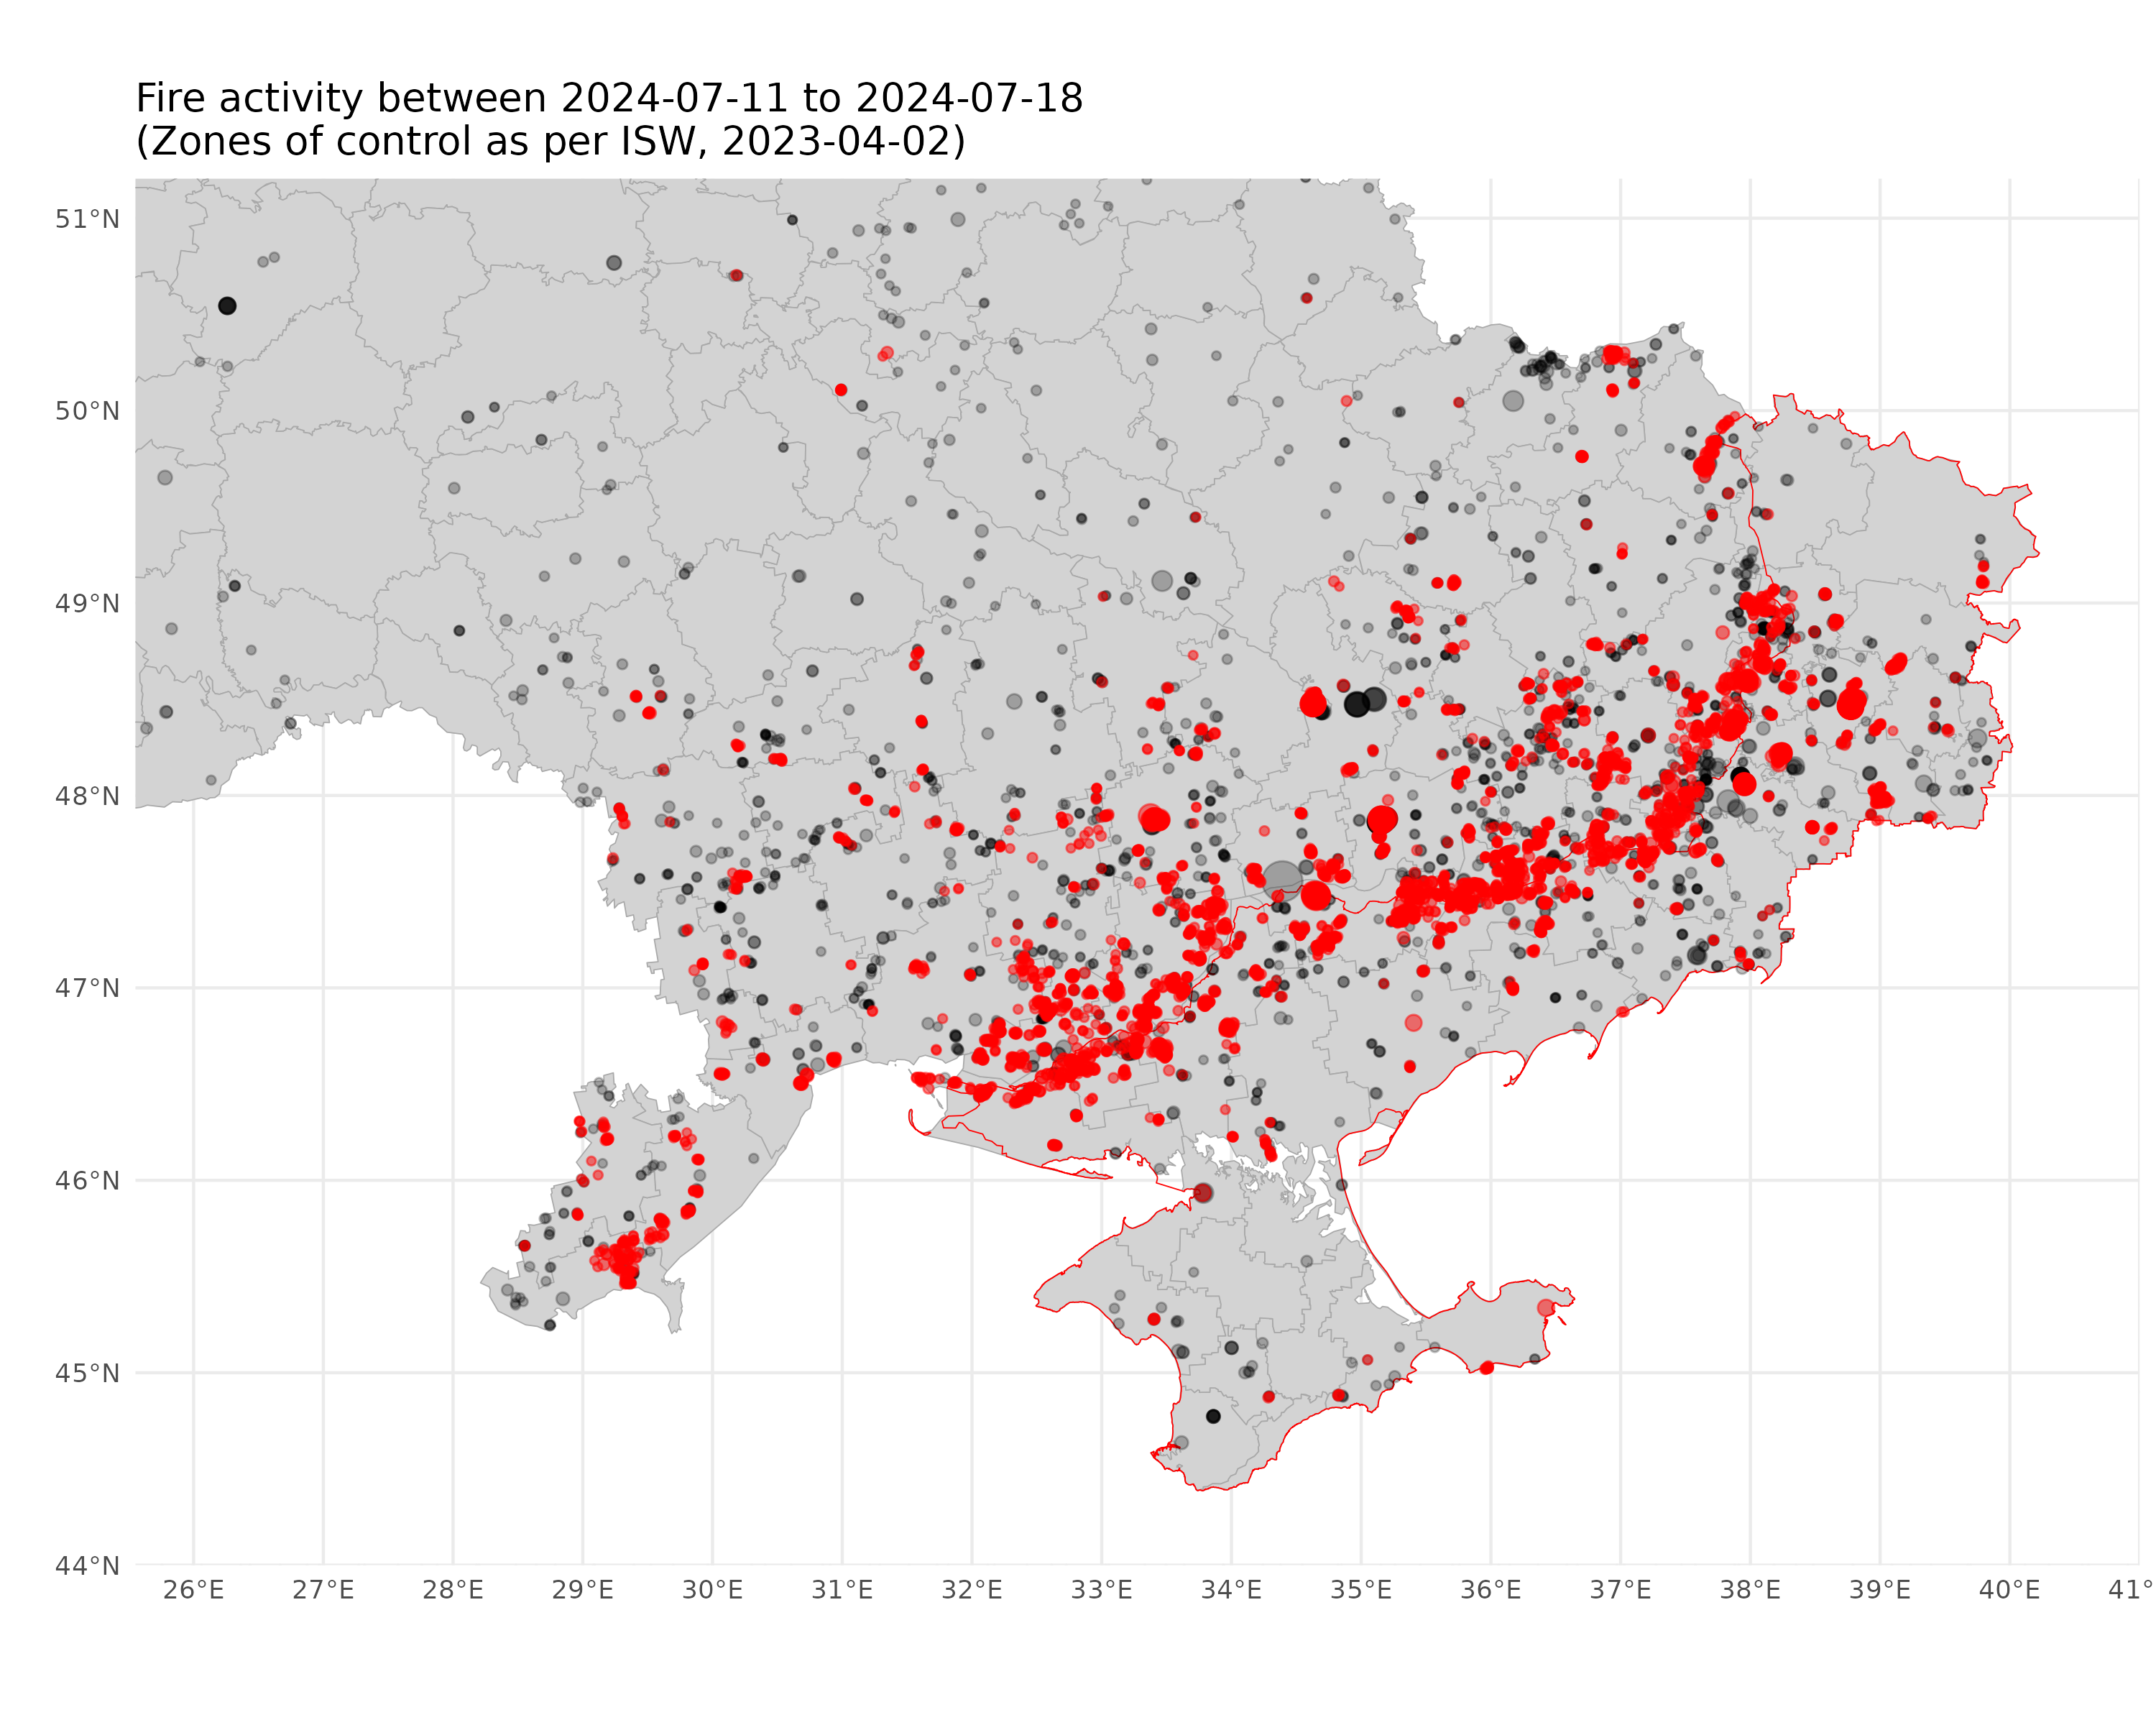 Fire activity between 2024-07-11 to 2024-07-18
(Zones of control as per ISW, 2023-04-02)
51°N
50°N
49°N
48°N
47°N
46°N
45°N
44°N
26°E 27°E 28°E 29°E 30°E 31°E 32°E 33°E 34°E 35°E 36°E 37°E 38°E 39°E 40°E 41°